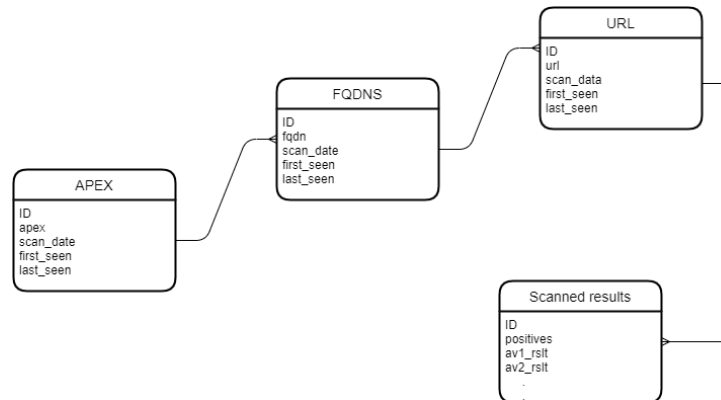 APEX
ID
apex
scan_date
first_seen
last_seen
FQDNS
ID
fqdn
scan_date
first_seen
last_seen
URL
ID
url
scan_data
first_seen
last_seen
Scanned results
ID
positives
av1_rslt
av2_rslt
.
.